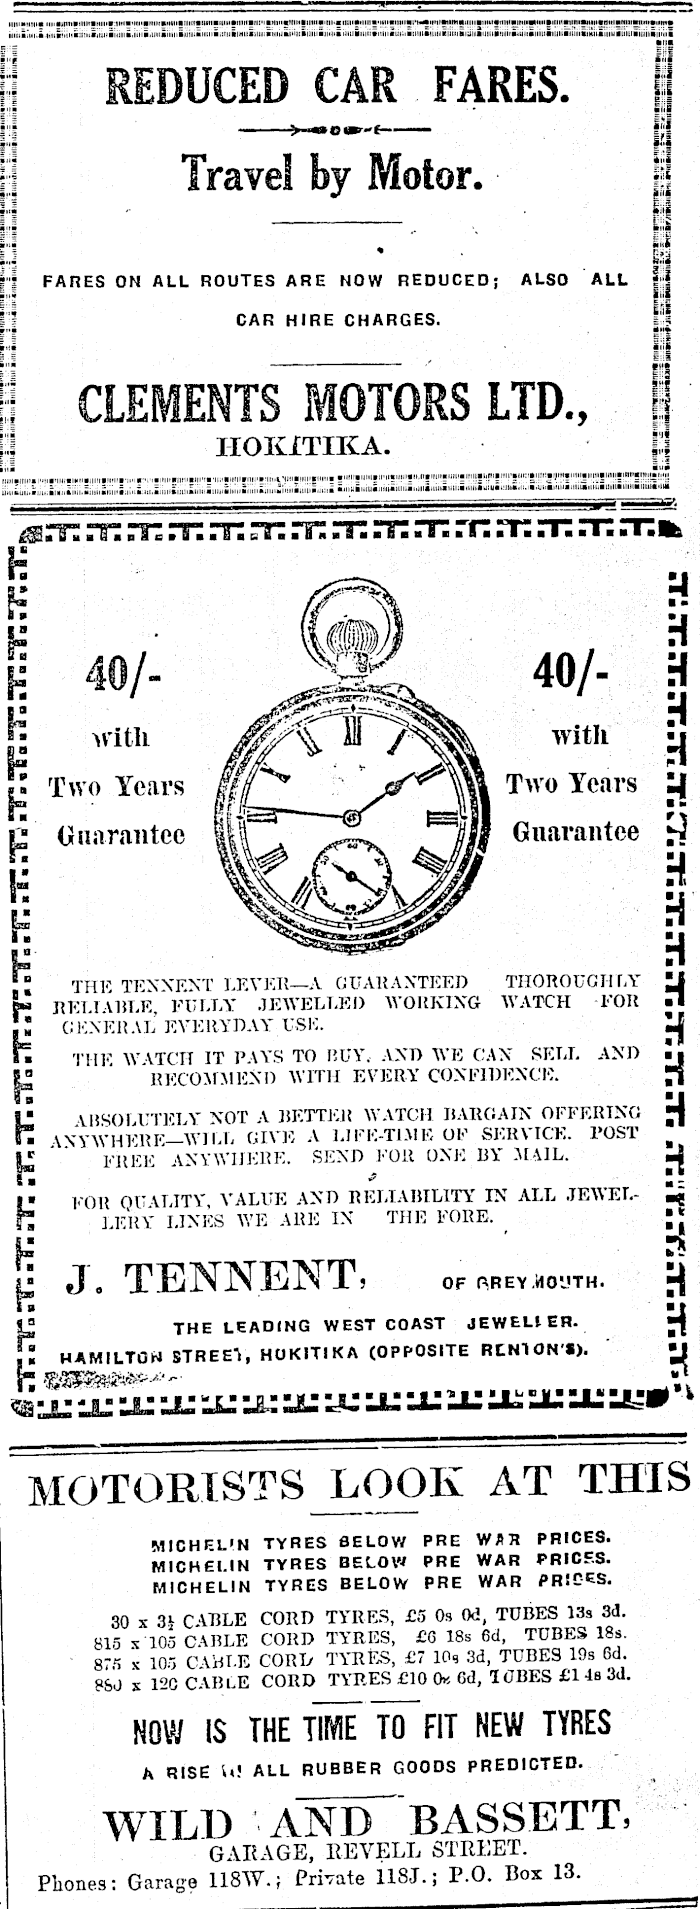 REDUCED CAR FARES.
Travel by Motor.
FARES ON ALL ROUTES ARE NOW REDUCED; ALSO ALL
CAR HIRE CHARGES.
CLEMENTS MOTORS LTD.,
HOKITIKA.
40/-
with
Two Years
Guarantee
40/-
with
Two Years
Guarantee
THE TENNENT LEVER—A GUARANTEED THOROUGHLY
RELIABLE, FULLY JEWELLED WORKING WATCH FOR
GENERAL EVERYDAY USE.
THE WATCH IT PAYS TO BUY, AND WE CAN SELL AND
RECOMMEND WITH EVERY CONFIDENCE.
ABSOLUTELY NOT A BETTER WATCH BARGAIN OFFERING
ANYWHERE—WILL GIVE A LIFE-TIME OF SERVICE. POST
FREE ANYWHERE. SEND FOR ONE BY MAIL.
FOR QUALITY, VALUE AND RELIABILITY IN ALL JEWEL-
LERY LINES WE ARE IN THE FORE.
J. TENNENT, OF GREYMOUTH.
THE LEADING WEST COAST JEWELLER.
HAMILTON STREET, HOKITIKA (OPPOSITE RENTON'S).
MOTORISTS LOOK AT THIS
MICHELIN TYRES BELOW PRE WAR PRICES.
MICHELIN TYRES BELOW PRE WAR PRICES.
MICHELIN TYRES BELOW PRE WAR PRICES.
30 x 3½ CABLE CORD TYRES, £5 0s 0d, TUBES 13s 3d.
815 x 105 CABLE CORD TYRES, £6 18s 6d, TUBES 18s.
875 x 105 CABLE CORD TYRES, £7 10s 3d, TUBES 19s 6d.
880 x 120 CABLE CORD TYRES £10 0s 6d, TUBES £1 4s 3d.
NOW IS THE TIME TO FIT NEW TYRES
A RISE IN ALL RUBBER GOODS PREDICTED.
WILD AND BASSETT,
GARAGE, REVELL STREET.
Phones: Garage 118W.; Private 118J.; P.O. Box 13.